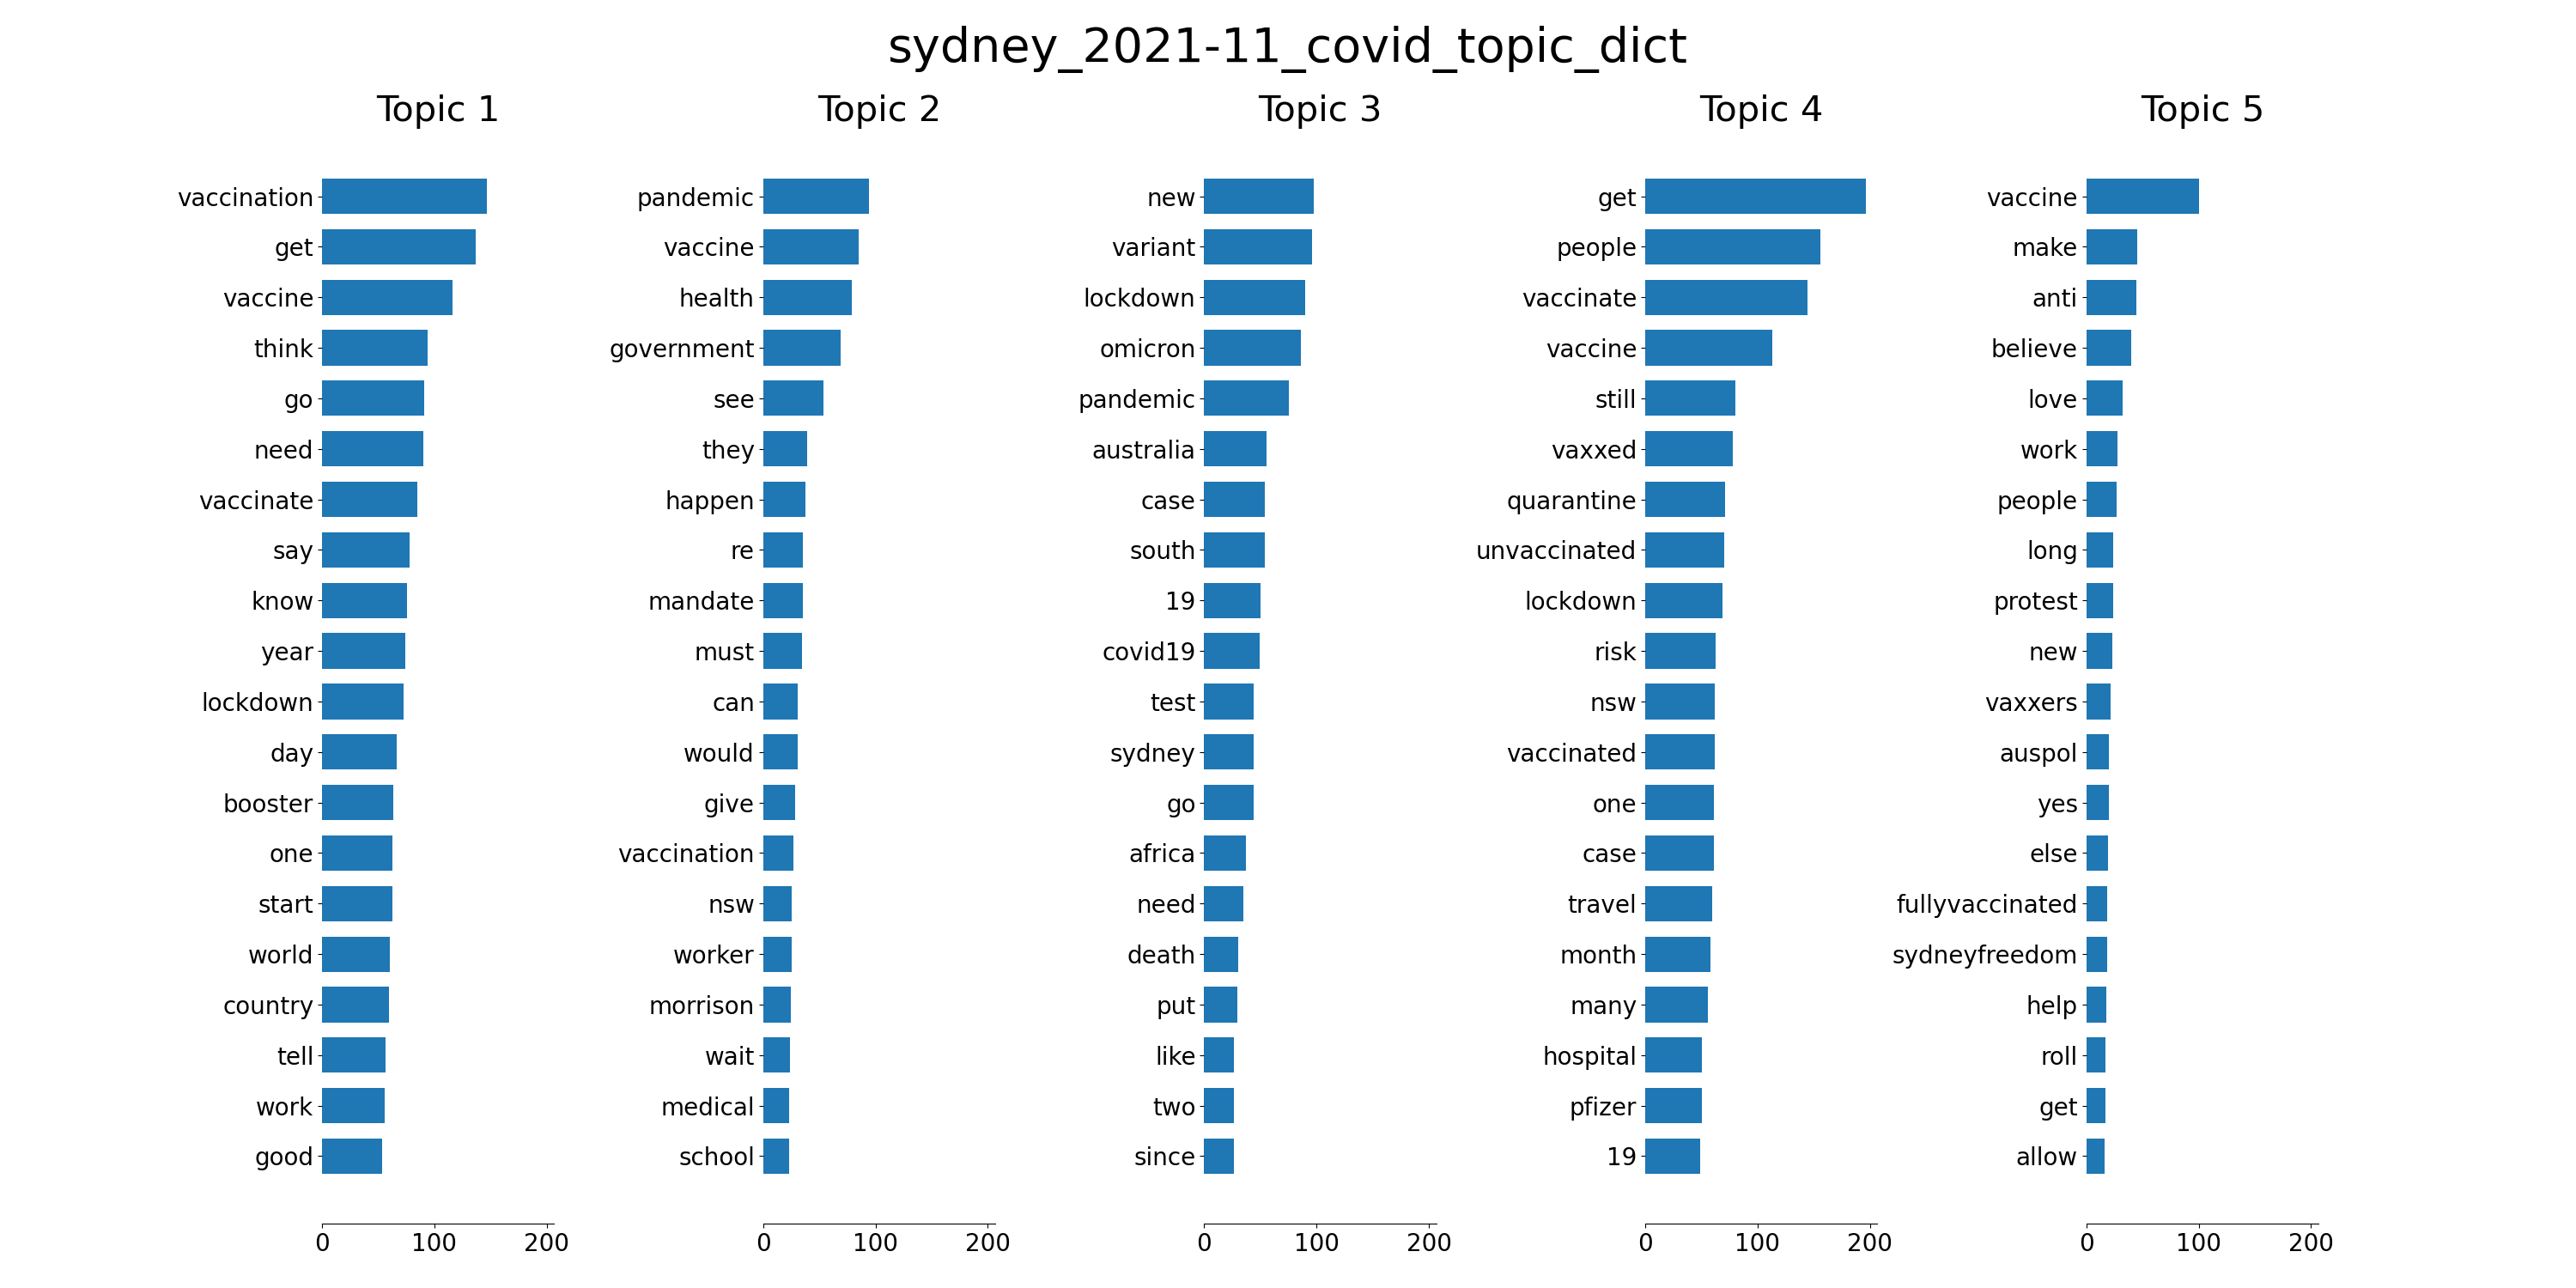 sydney_2021-11_covid_topic_dict
Topic 1
vaccination
get
vaccine
think
go
need
vaccinate
say
know
year
lockdown
day
booster
one
start
world
country
tell
work
good
0 100 200
Topic 2
pandemic
vaccine
health
government
see
they
happen
re
mandate
must
can
would
give
vaccination
nsw
worker
morrison
wait
medical
school
0 100 200
Topic 3
new
variant
lockdown
omicron
pandemic
australia
case
south
19
covid19
test
sydney
go
africa
need
death
put
like
two
since
0 100 200
Topic 4
get
people
vaccinate
vaccine
still
vaxxed
quarantine
unvaccinated
lockdown
risk
nsw
vaccinated
one
case
travel
month
many
hospital
pfizer
19
0 100 200
Topic 5
vaccine
make
anti
believe
love
work
people
long
protest
new
vaxxers
auspol
yes
else
fullyvaccinated
sydneyfreedom
help
roll
get
allow
0 100 200